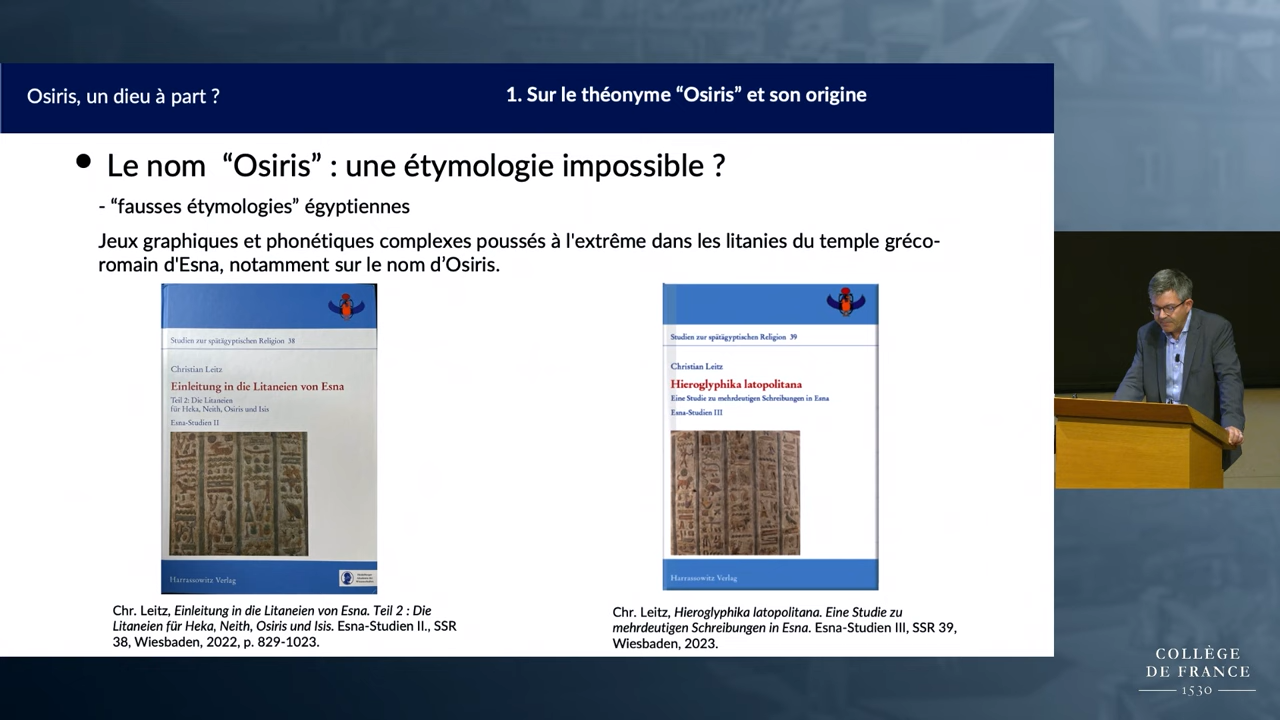 Osiris, un dieu à part ?
1. Sur le théonyme “Osiris” et son origine
Le nom “Osiris” : une étymologie impossible ?
- “fausses étymologies” égyptiennes
Jeux graphiques et phonétiques complexes poussés à l'extrême dans les litanies du temple gréco-
romain d'Esna, notamment sur le nom d’Osiris.
Studien zur spätägyptischen Religion 38
Christian Leitz
Einleitung in die Litaneien von Esna
Teil 2: Die Litaneien
für Heka, Neith, Osiris und Isis
Esna-Studien II
Harrassowitz Verlag
Chr. Leitz, Einleitung in die Litaneien von Esna. Teil 2 : Die
Litaneien für Heka, Neith, Osiris und Isis. Esna-Studien II., SSR
38, Wiesbaden, 2022, p. 829-1023.
Studien zur spätägyptischen Religion 39
Christian Leitz
Hieroglyphika latopolitana
Eine Studie zu mehrdeutigen Schreibungen in Esna
Esna-Studien III
Harrassowitz Verlag
Chr. Leitz, Hieroglyphika latopolitana. Eine Studie zu
mehrdeutigen Schreibungen in Esna. Esna-Studien III, SSR 39,
Wiesbaden, 2023.
COLLÈGE
DE FRANCE
1530